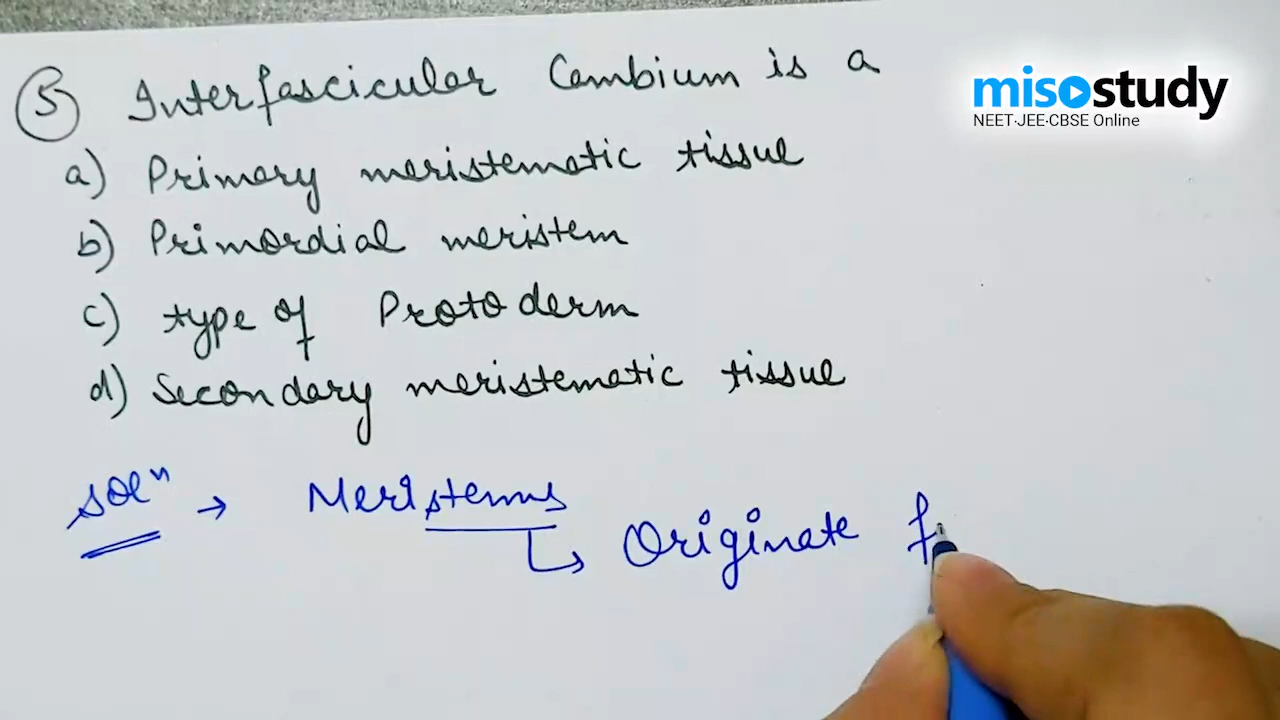 misostudy
NEET-JEE-CBSE Online
5 Interfascicular Cambium is a
a) Primary meristematic tissue
b) Primordial meristem
c) type of Protoderm
d) Secondary meristematic tissue
Solⁿ → Meristems
↳ Originate f